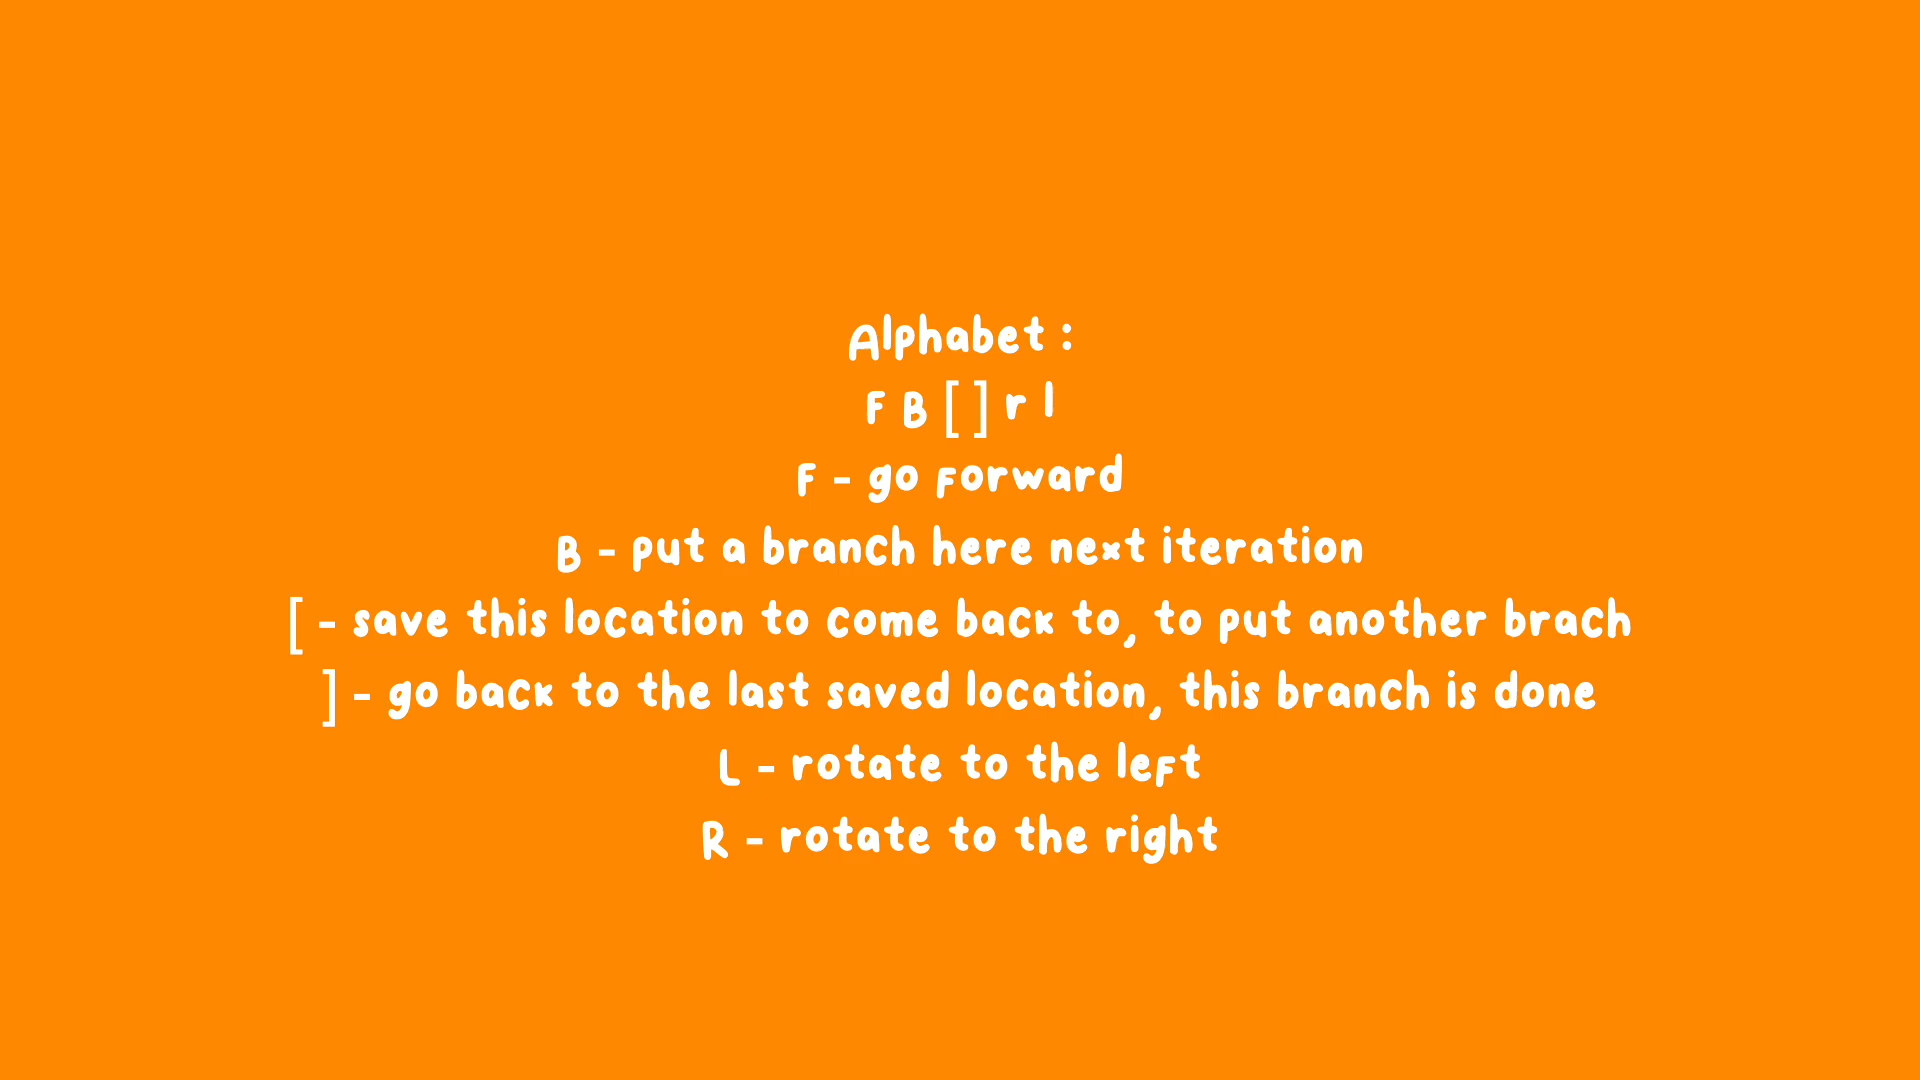 Alphabet :
F B [ ] r l
F - go forward
B - put a branch here next iteration
[ - save this location to come back to, to put another brach
] - go back to the last saved location, this branch is done
L - rotate to the left
R - rotate to the right